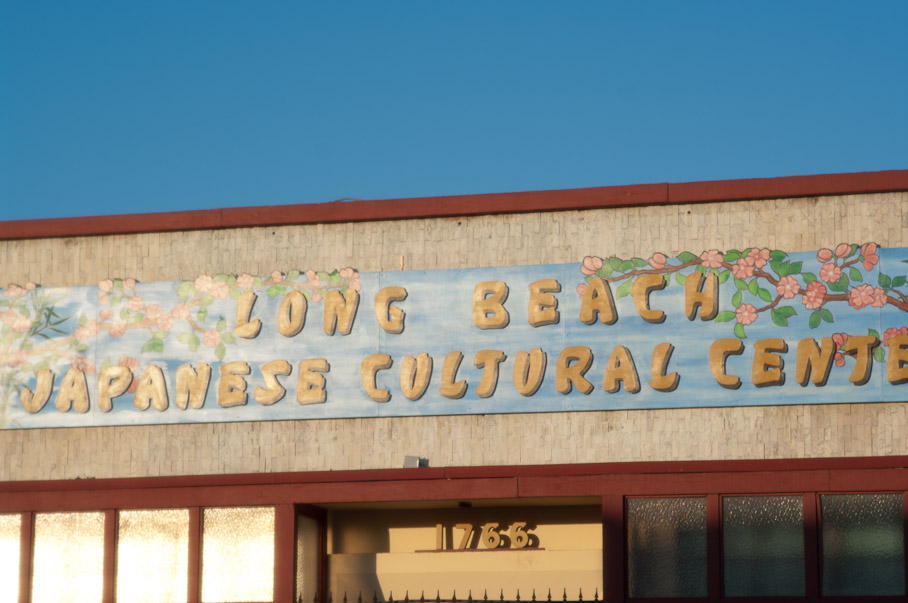 LONG BEACH
JAPANESE CULTURAL CENTE
1766